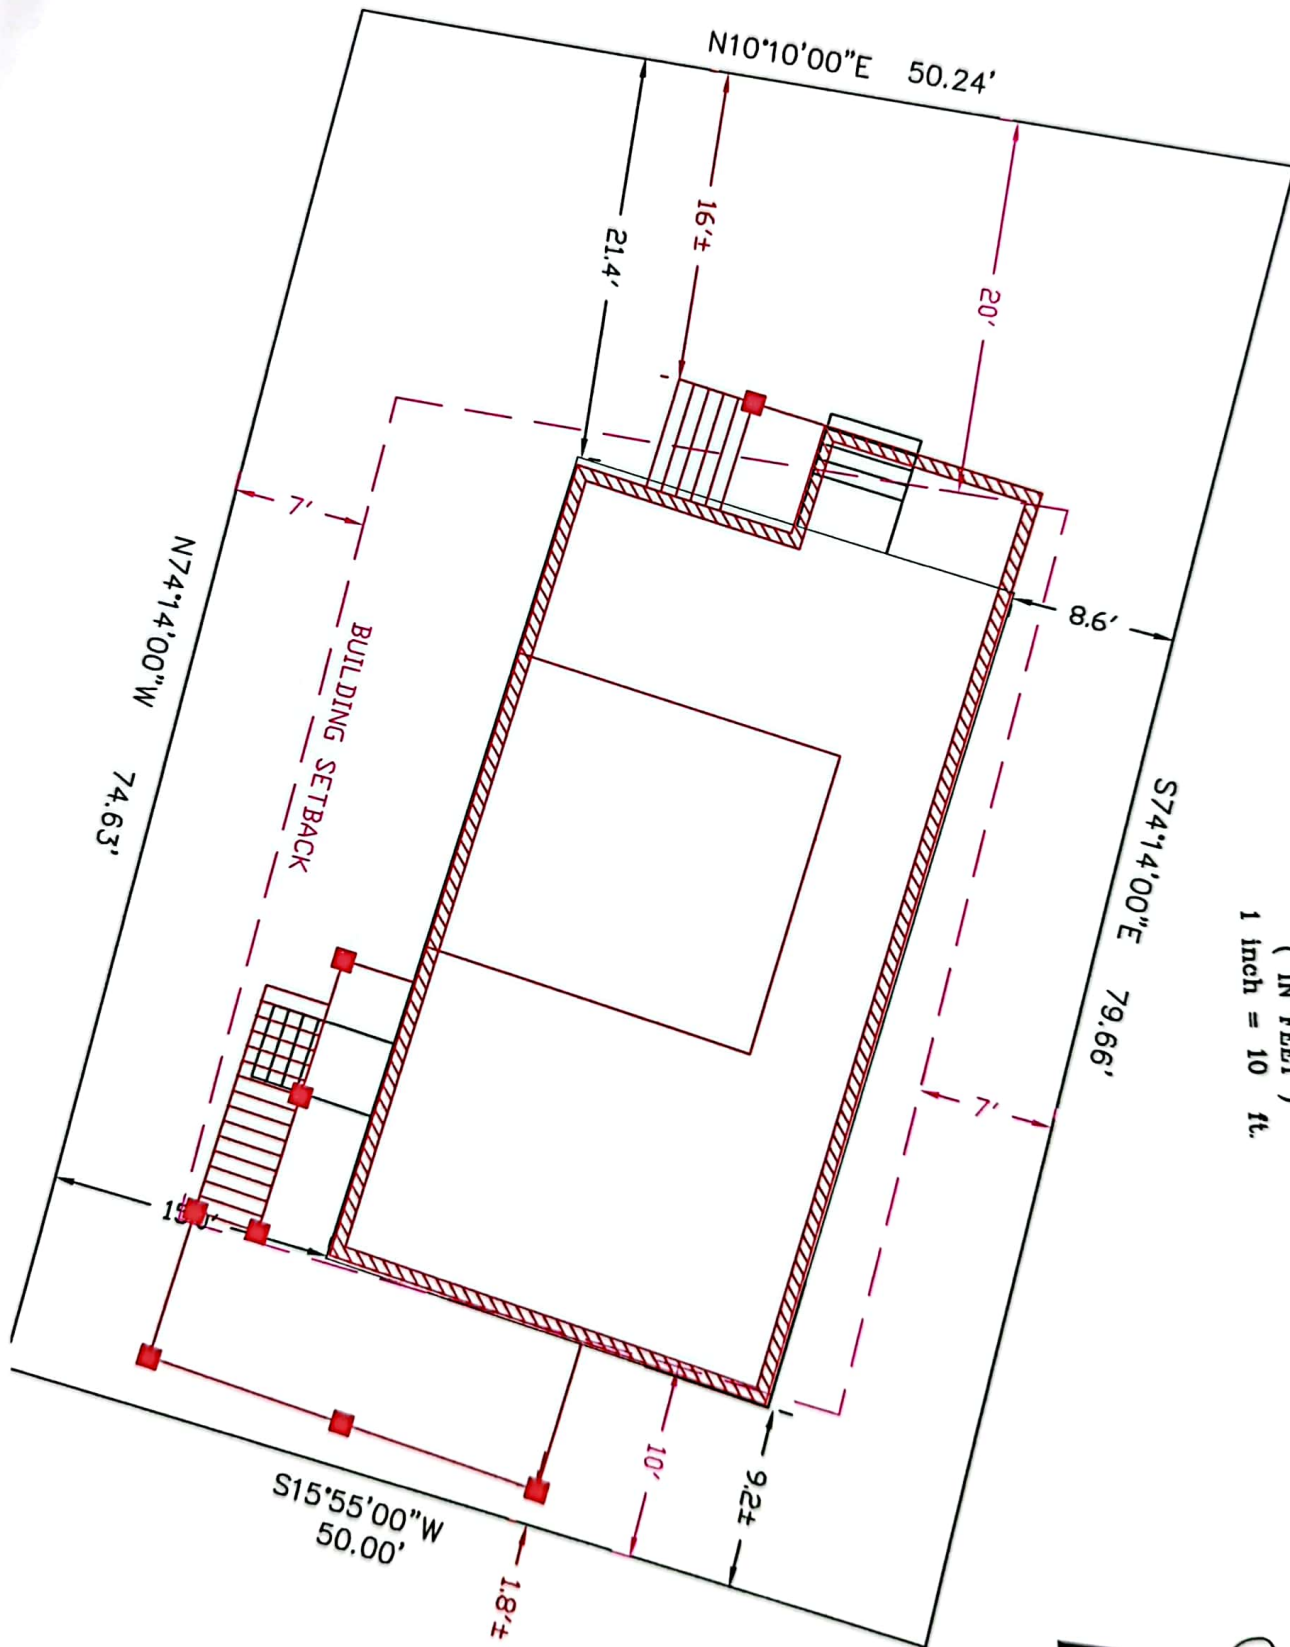 N10°10'00"E 50.24'
21.4'
16'±
20'
7'
N74°14'00"W 74.63'
BUILDING SETBACK
8.6'
S74°14'00"E 79.66'
( IN FEET )
1 inch = 10 ft.
7'
10'
9.2±
S15°55'00"W
50.00'
1.8'±